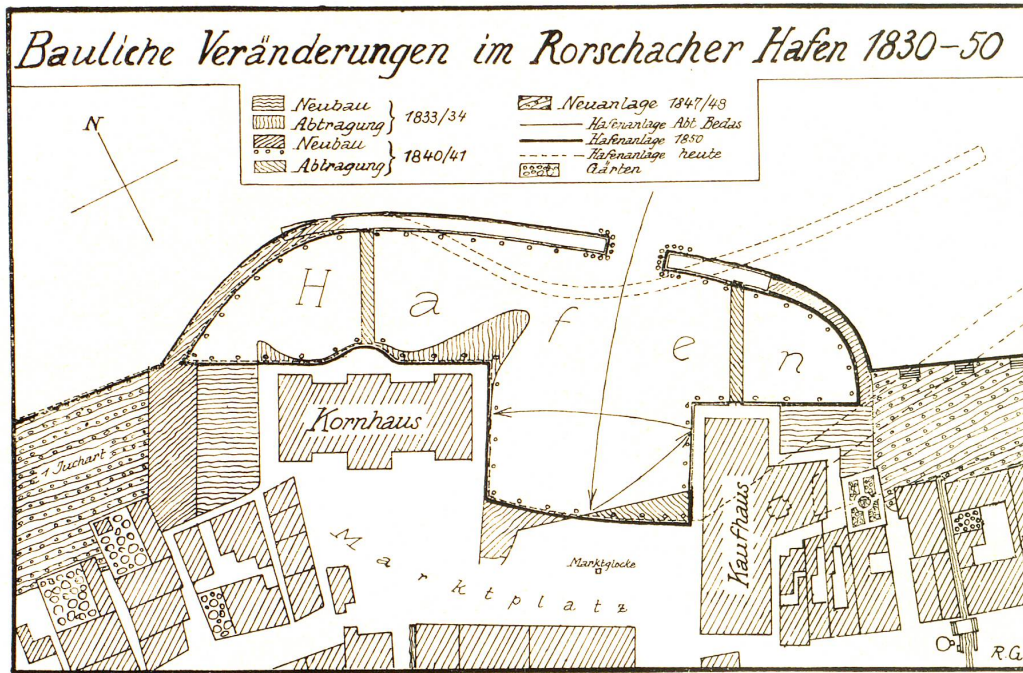 Bauliche Veränderungen im Rorschacher Hafen 1830-50
Neubau
Abtragung
1833/34
Neubau
Abtragung
1840/41
Neuanlage 1847/48
Hafenanlage Abt Bedas
Hafenanlage 1850
Hafenanlage heute
Gärten
N
Hafen
Kornhaus
1 Juchart
Kaufhaus
Marktglocke
Marktplatz
R.G.